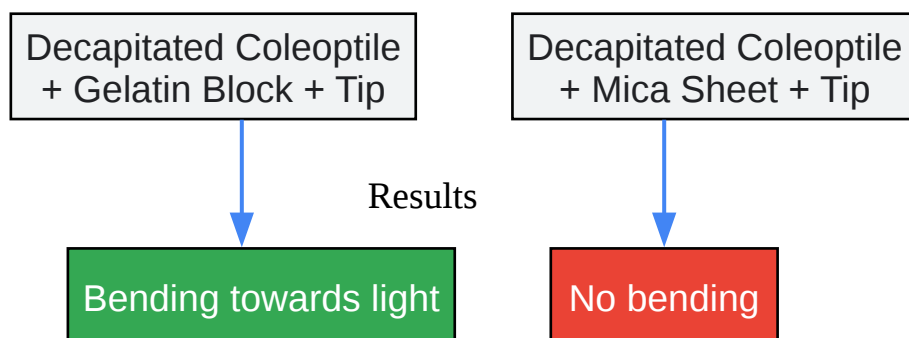 Decapitated Coleoptile
+ Gelatin Block + Tip
Decapitated Coleoptile
+ Mica Sheet + Tip
Results
Bending towards light
No bending